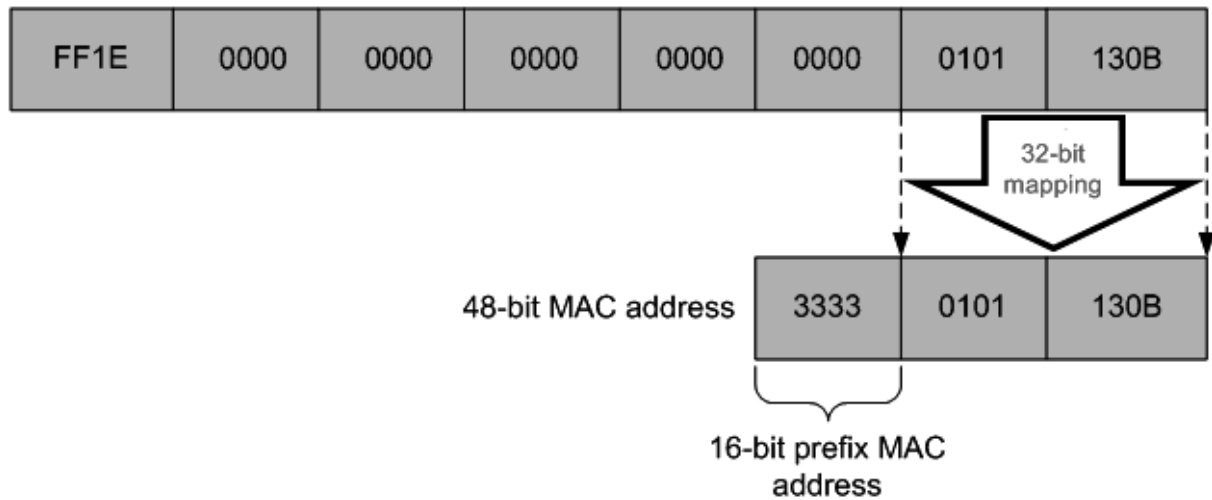 FF1E 0000 0000 0000 0000 0000 0101 130B
32-bit
mapping
48-bit MAC address 3333 0101 130B
16-bit prefix MAC
address